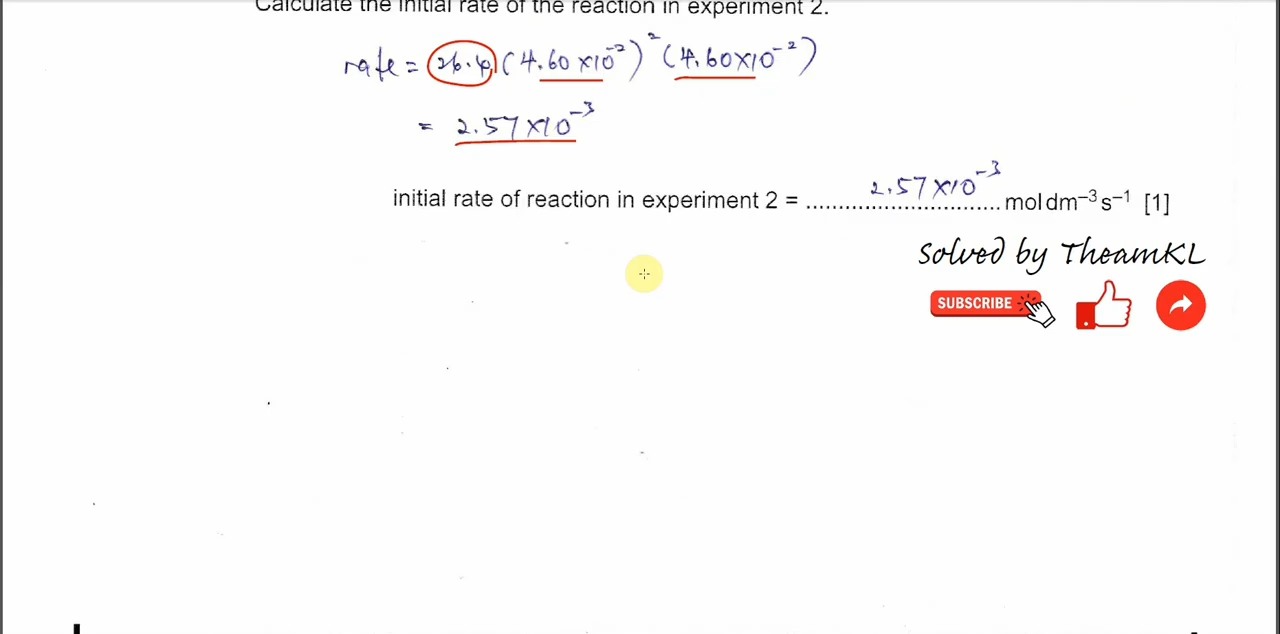 Calculate the initial rate of the reaction in experiment 2.
rate = 26.4 (4.60 × 10⁻²)² (4.60 × 10⁻²)
= 2.57 × 10⁻³
initial rate of reaction in experiment 2 = .............................. mol dm⁻³ s⁻¹ [1]
2.57 × 10⁻³
Solved by TheamKL
SUBSCRIBE